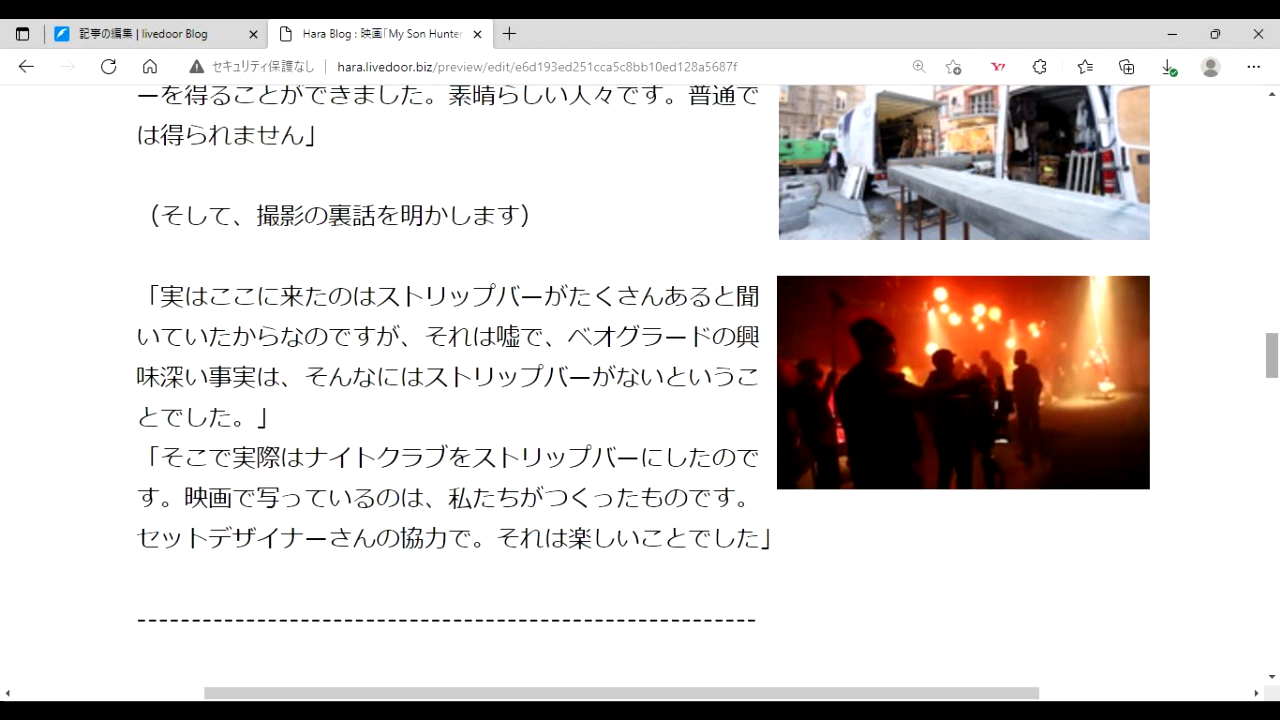 記事の編集 | livedoor Blog
Hara Blog : 映画「My Son Hunter
セキュリティ保護なし
hara.livedoor.biz/preview/edit/e6d193ed251cca5c8bb10ed128a5687f
ーを得ることができました。素晴らしい人々です。普通で
は得られません」
（そして、撮影の裏話を明かします）
「実はここに来たのはストリップバーがたくさんあると聞
いていたからなのですが、それは嘘で、ベオグラードの興
味深い事実は、そんなにはストリップバーがないというこ
とでした。」
「そこで実際はナイトクラブをストリップバーにしたので
す。映画で写っているのは、私たちがつくったものです。
セットデザイナーさんの協力で。それは楽しいことでした」
---------------------------------------------------------